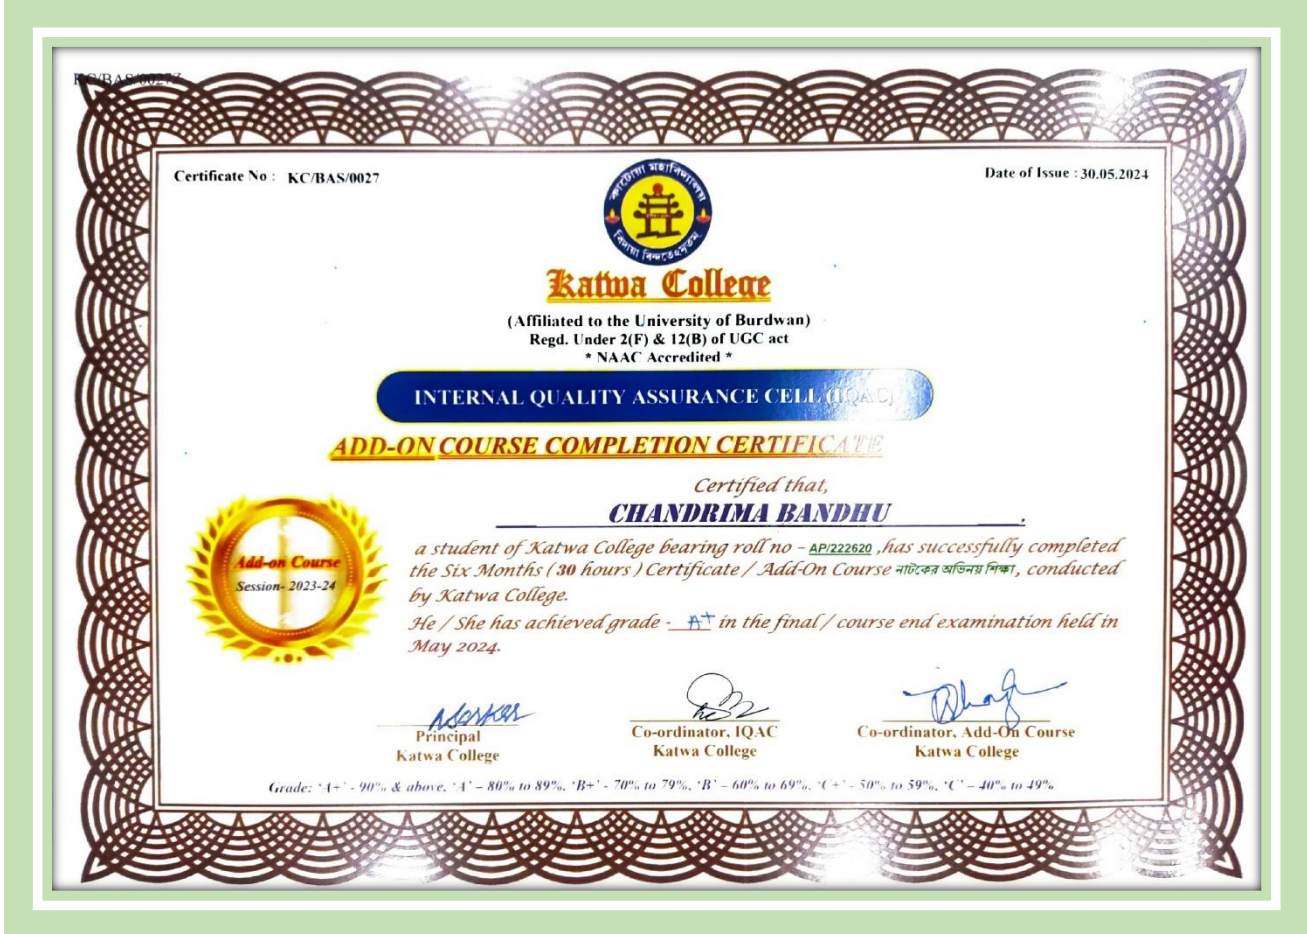 KC/BAS/0027
Certificate No : KC/BAS/0027
Date of Issue : 30.05.2024
কাটোয়া মহাবিদ্যালয়
Katwa College
(Affiliated to the University of Burdwan)
Regd. Under 2(F) & 12(B) of UGC act
* NAAC Accredited *
INTERNAL QUALITY ASSURANCE CELL (IQAC)
ADD-ON COURSE COMPLETION CERTIFICATE
Certified that,
CHANDRIMA BANDHU ,
Add-on Course
Session- 2023-24
a student of Katwa College bearing roll no – AP/222620 ,has successfully completed
the Six Months ( 30 hours ) Certificate / Add-On Course নাটকের অভিনয় শিক্ষা , conducted
by Katwa College.
He / She has achieved grade - A+ in the final / course end examination held in
May 2024.
Principal
Katwa College
Co-ordinator, IQAC
Katwa College
Co-ordinator, Add-On Course
Katwa College
Grade: 'A+' - 90% & above, 'A' – 80% to 89%, 'B+' - 70% to 79%, 'B' – 60% to 69%, 'C+' - 50% to 59%, 'C' – 40% to 49%